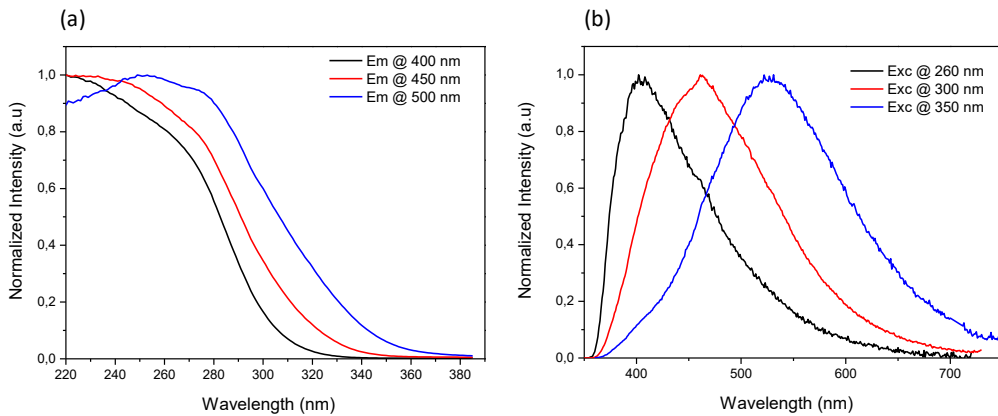 (a)
Em @ 400 nm
Em @ 450 nm
Em @ 500 nm
1,0
0,8
0,6
0,4
0,2
0,0
220 240 260 280 300 320 340 360 380
Wavelength (nm)
Normalized Intensity (a.u)
(b)
Exc @ 260 nm
Exc @ 300 nm
Exc @ 350 nm
1,0
0,8
0,6
0,4
0,2
0,0
400 500 600 700
Wavelength (nm)
Normalized Intensity (a.u)